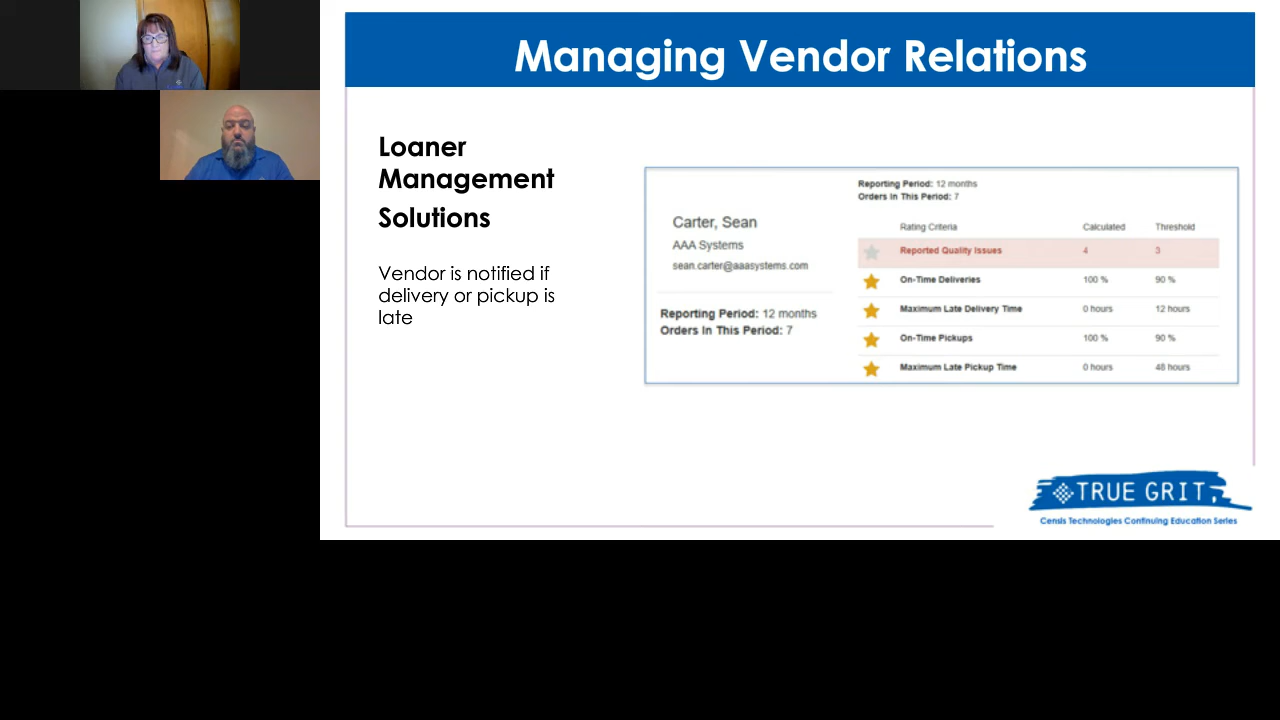 Managing Vendor Relations
Loaner
Management
Solutions
Vendor is notified if
delivery or pickup is
late
Carter, Sean
AAA Systems
sean.carter@aaasystems.com
Reporting Period: 12 months
Orders In This Period: 7
Reporting Period: 12 months
Orders In This Period: 7
Rating Criteria Calculated Threshold
Reported Quality Issues 4 3
On-Time Deliveries 100 % 90 %
Maximum Late Delivery Time 0 hours 12 hours
On-Time Pickups 100 % 90 %
Maximum Late Pickup Time 0 hours 48 hours
TRUE GRIT,
Censis Technologies Continuing Education Series